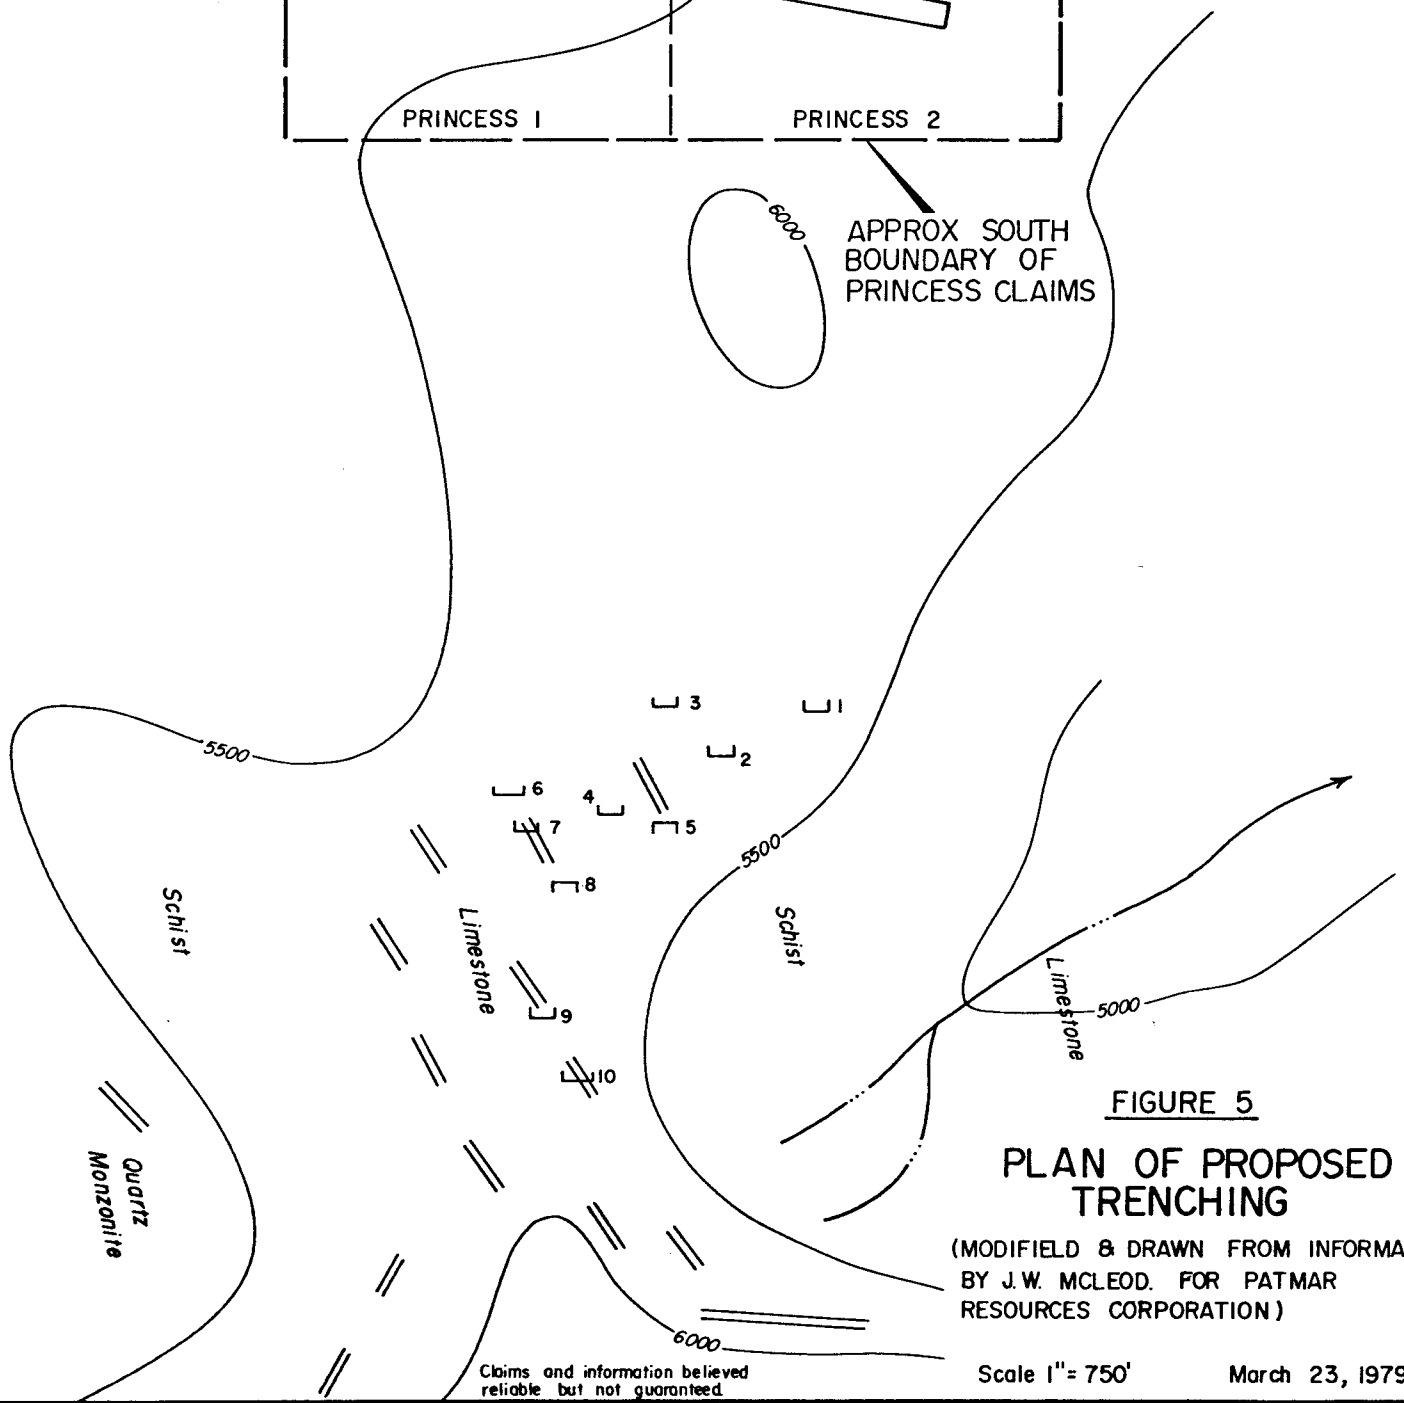 PRINCESS 1
PRINCESS 2
6000
APPROX SOUTH
BOUNDARY OF
PRINCESS CLAIMS
3
1
2
5500
6
4
7
5
8
5500
Schist
Limestone
Schist
9
Limestone
5000
10
Quartz
Monzonite
FIGURE 5
PLAN OF PROPOSED
TRENCHING
(MODIFIELD & DRAWN FROM INFORMA
BY J.W. MCLEOD. FOR PATMAR
RESOURCES CORPORATION)
6000
Claims and information believed
reliable but not guaranteed
Scale 1"= 750'
March 23, 1979